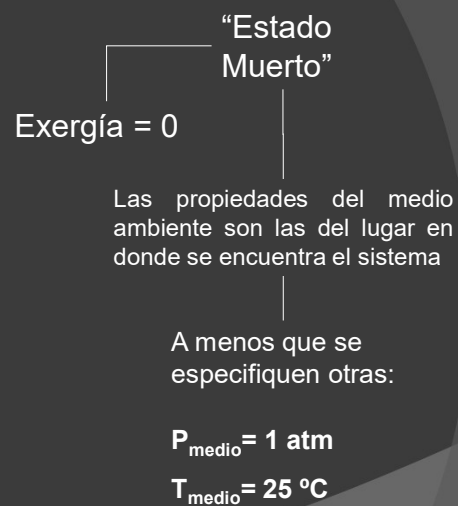 “Estado
Muerto”
Exergía = 0
Las propiedades del medio
ambiente son las del lugar en
donde se encuentra el sistema
A menos que se
especifiquen otras:
Pmedio= 1 atm
Tmedio= 25 ºC